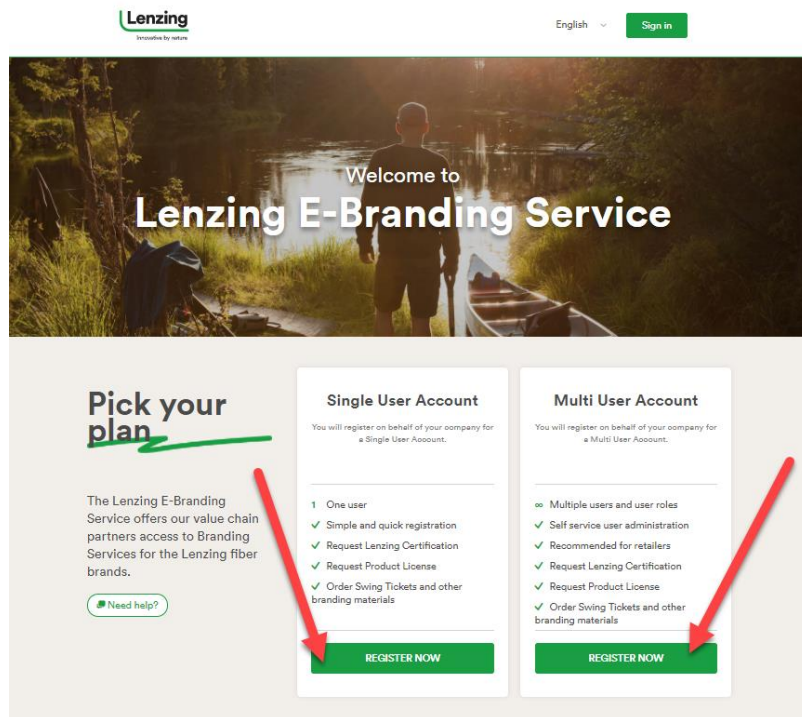 Lenzing
Innovative by nature
English
Sign in
Welcome to
Lenzing E-Branding Service
Pick your
plan
The Lenzing E-Branding
Service offers our value chain
partners access to Branding
Services for the Lenzing fiber
brands.
Need help?
Single User Account
You will register on behalf of your company for
a Single User Account.
1 One user
✓ Simple and quick registration
✓ Request Lenzing Certification
✓ Request Product License
✓ Order Swing Tickets and other
branding materials
REGISTER NOW
Multi User Account
You will register on behalf of your company for
a Multi User Account.
∞ Multiple users and user roles
✓ Self service user administration
✓ Recommended for retailers
✓ Request Lenzing Certification
✓ Request Product License
✓ Order Swing Tickets and other
branding materials
REGISTER NOW